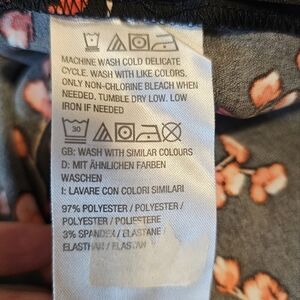 MACHINE WASH COLD DELICATE
CYCLE. WASH WITH LIKE COLORS.
ONLY NON-CHLORINE BLEACH WHEN
NEEDED, TUMBLE DRY LOW. LOW
IRON IF NEEDED
30
GB: WASH WITH SIMILAR COLOURS
D: MIT ÄHNLICHEN FARBEN
WASCHEN
I: LAVARE CON COLORI SIMILARI
97% POLYESTER / POLYESTER /
POLYESTER / POLIESTERE
3% SPANDEX / ELASTANE /
ELASTHAN / ELASTAN